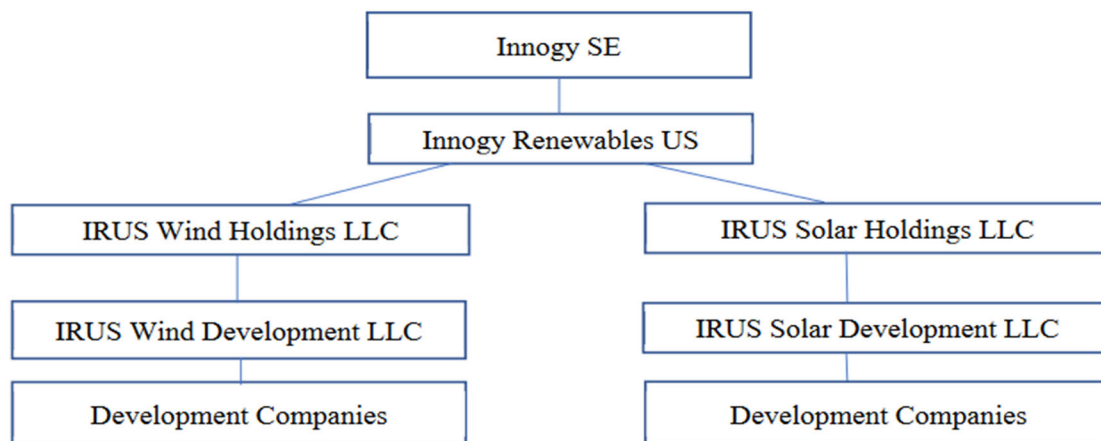 Innogy SE
Innogy Renewables US
IRUS Wind Holdings LLC
IRUS Solar Holdings LLC
IRUS Wind Development LLC
IRUS Solar Development LLC
Development Companies
Development Companies